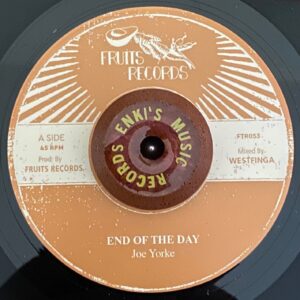 FRUITS
RECORDS
A SIDE
45 RPM
Prod: By
FRUITS RECORDS.
FTR053
Mixed By.
WESTFINGA
ENKI'S MUSIC RECORDS
END OF THE DAY
Joe Yorke